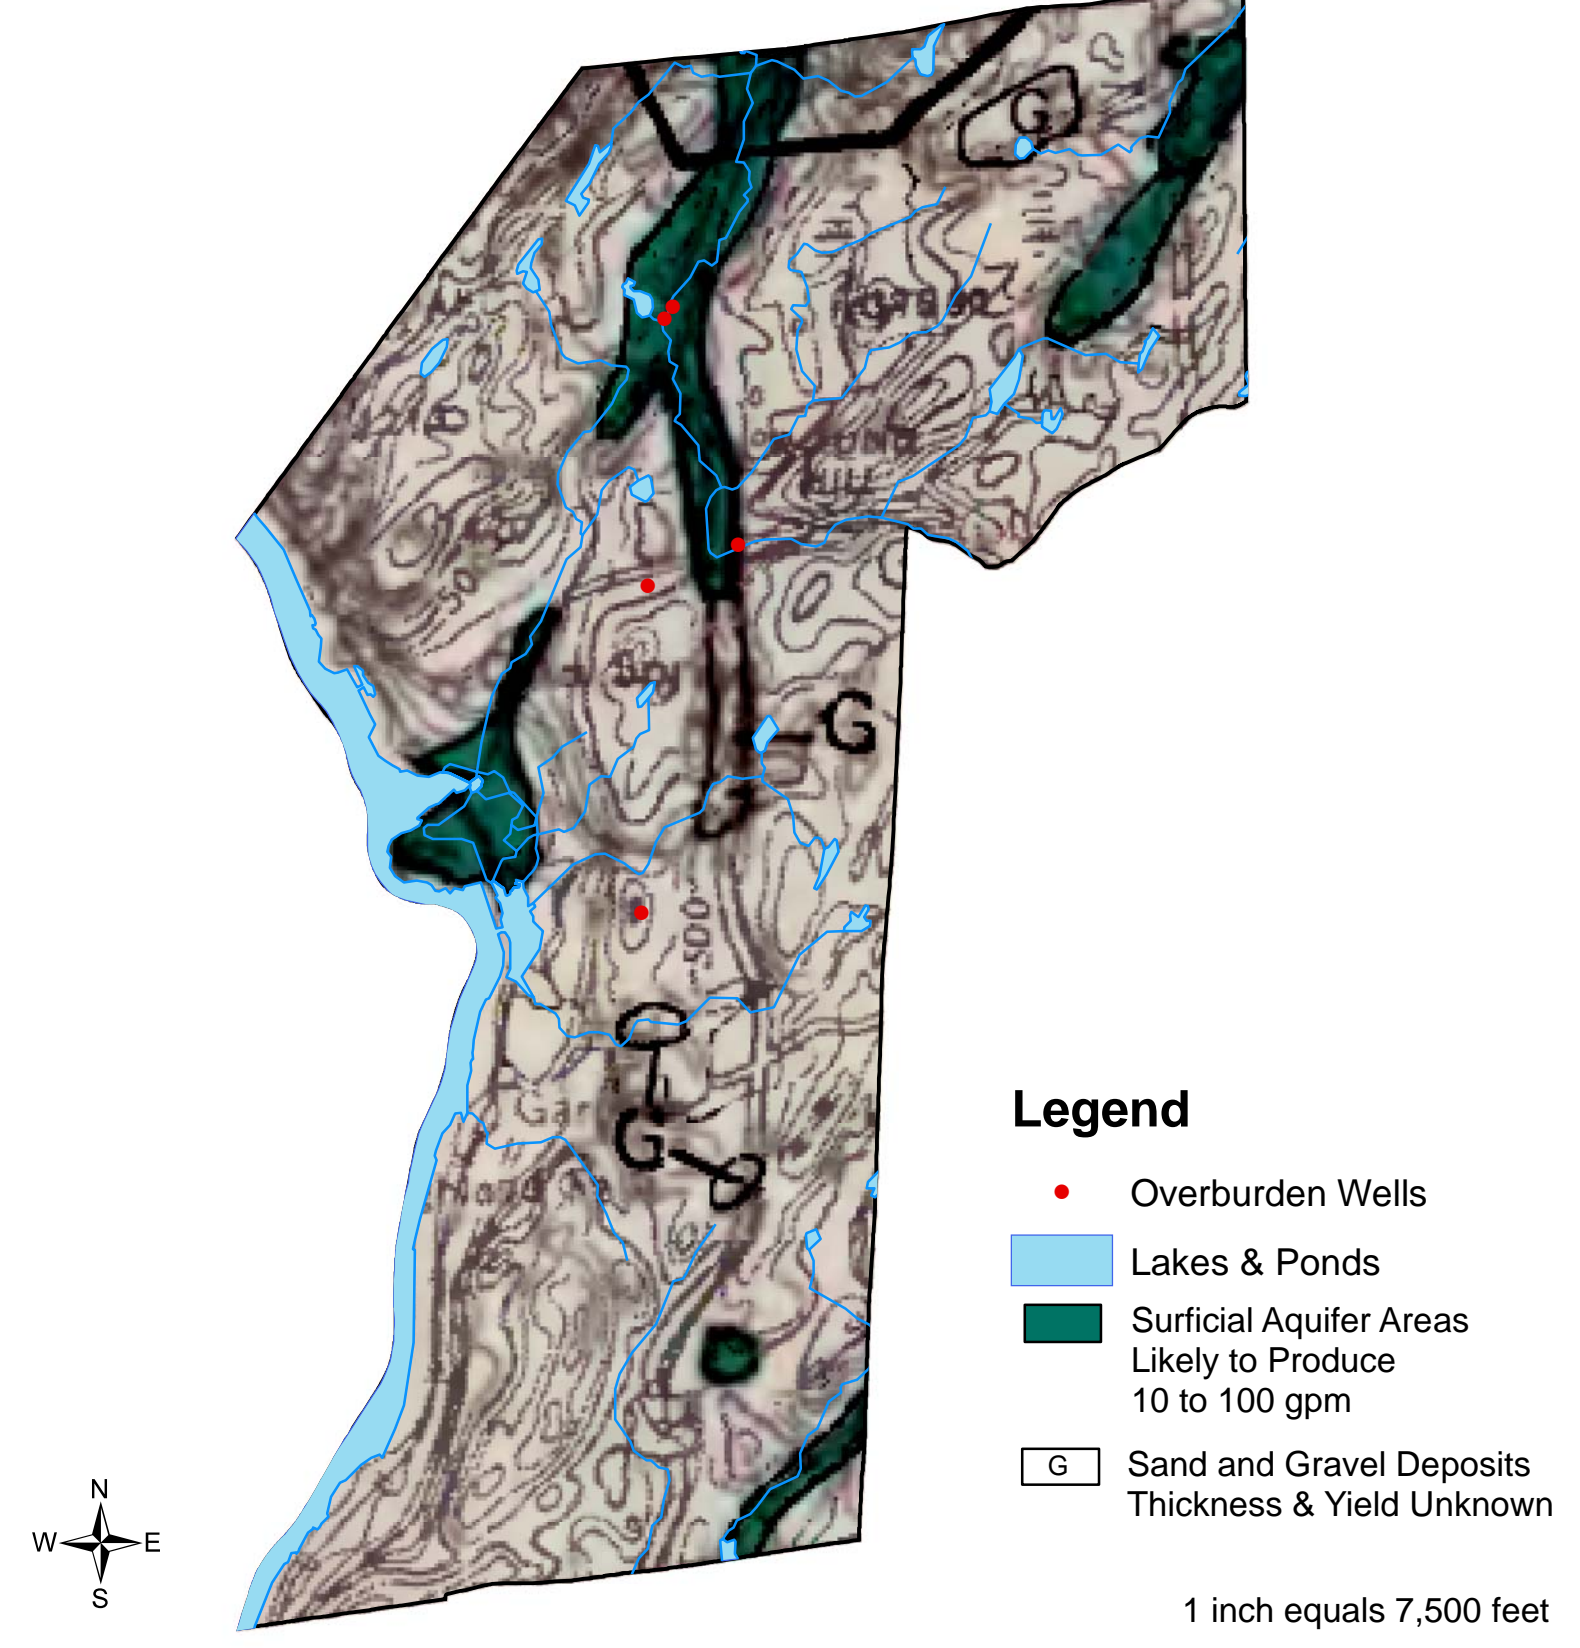 G
G
500
G
Legend
Overburden Wells
Lakes & Ponds
Surficial Aquifer Areas
Likely to Produce
10 to 100 gpm
G
Sand and Gravel Deposits
Thickness & Yield Unknown
N
W
E
S
1 inch equals 7,500 feet